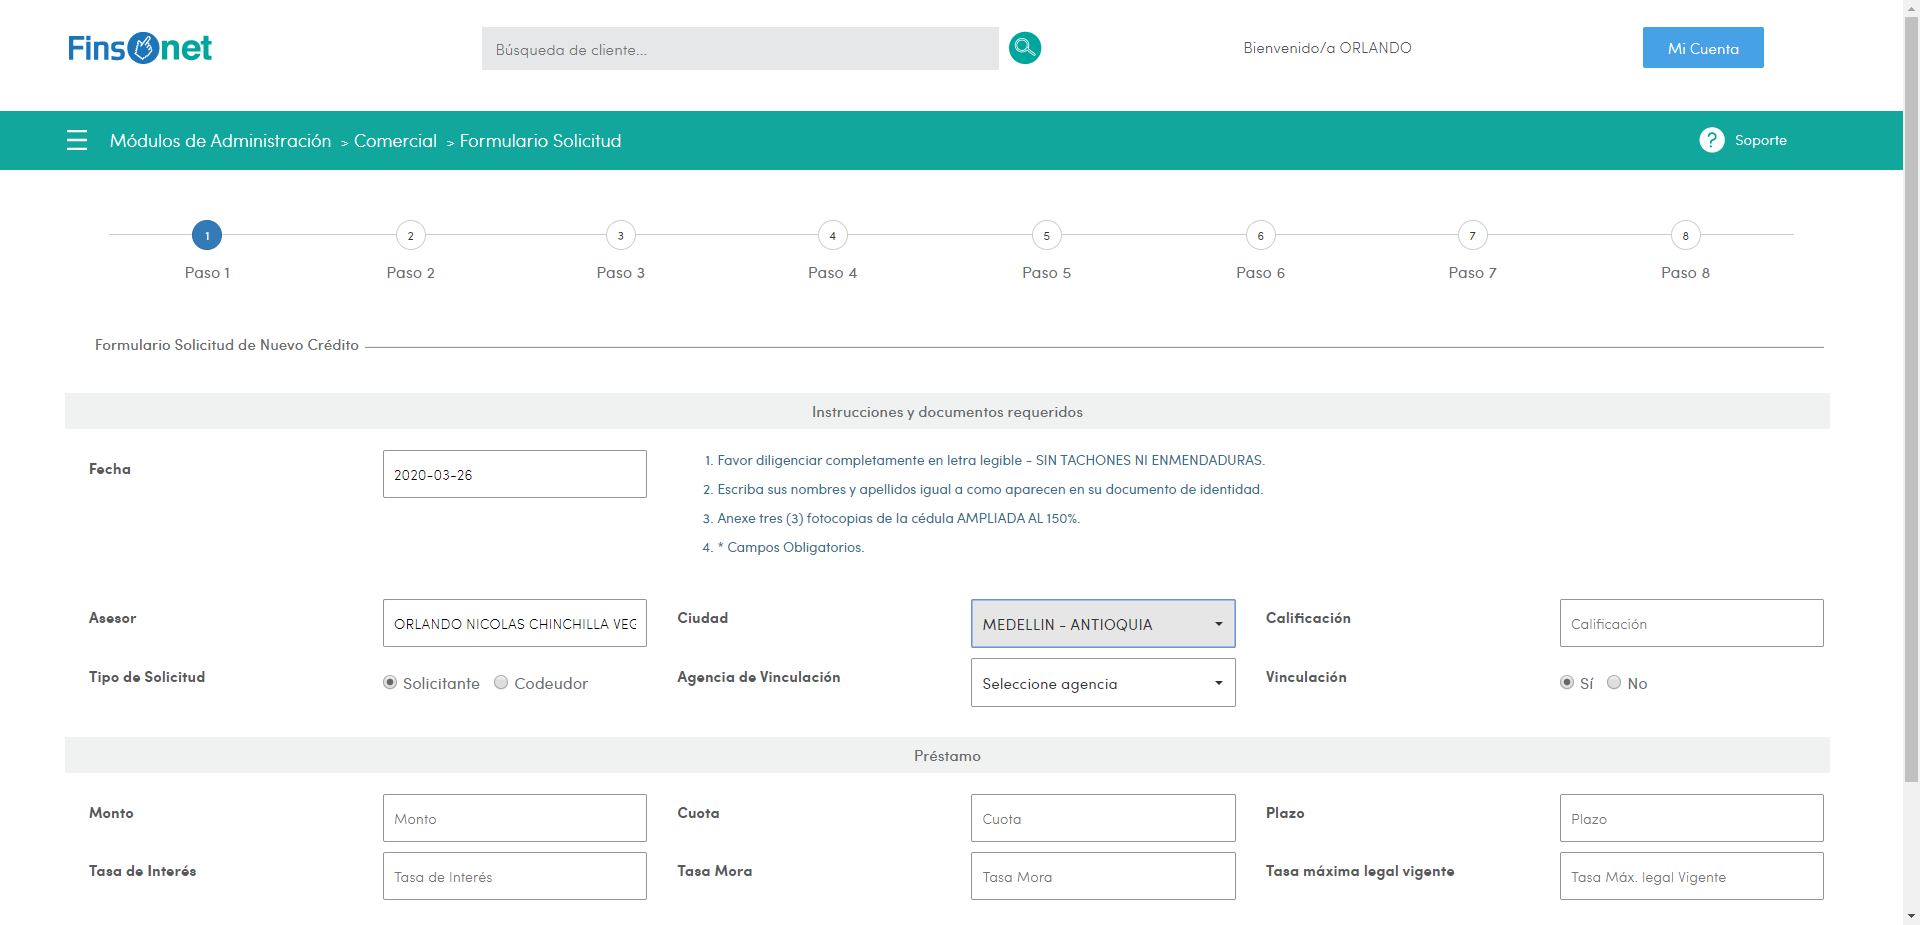 Finsonet
Búsqueda de cliente...
Bienvenido/a ORLANDO
Mi Cuenta
Módulos de Administración > Comercial > Formulario Solicitud
? Soporte
1 2 3 4 5 6 7 8
Paso 1 Paso 2 Paso 3 Paso 4 Paso 5 Paso 6 Paso 7 Paso 8
Formulario Solicitud de Nuevo Crédito
Instrucciones y documentos requeridos
Fecha 2020-03-26
1. Favor diligenciar completamente en letra legible - SIN TACHONES NI ENMENDADURAS.
2. Escriba sus nombres y apellidos igual a como aparecen en su documento de identidad.
3. Anexe tres (3) fotocopias de la cédula AMPLIADA AL 150%.
4. * Campos Obligatorios.
Asesor ORLANDO NICOLAS CHINCHILLA VEG Ciudad MEDELLIN - ANTIOQUIA Calificación Calificación
Tipo de Solicitud Solicitante Codeudor Agencia de Vinculación Seleccione agencia Vinculación Sí No
Préstamo
Monto Monto Cuota Cuota Plazo Plazo
Tasa de Interés Tasa de Interés Tasa Mora Tasa Mora Tasa máxima legal vigente Tasa Máx. legal Vigente